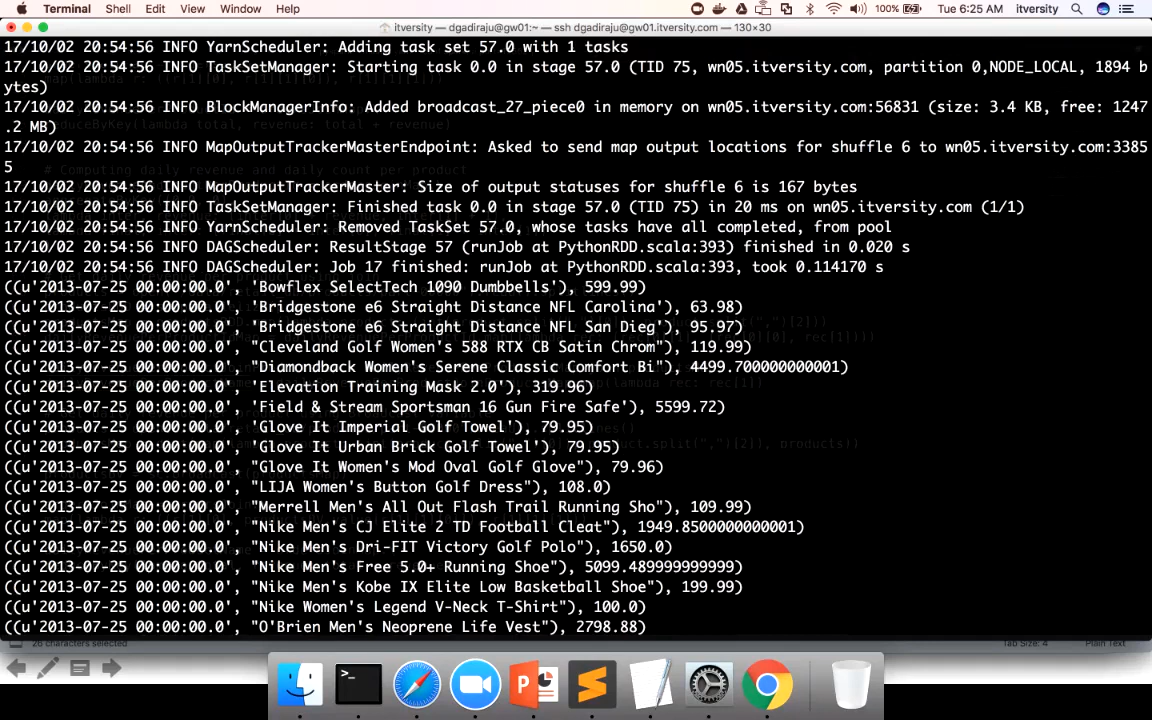 Terminal Shell Edit View Window Help 100% Tue 6:25 AM itversity
itversity — dgadiraju@gw01:~ — ssh dgadiraju@gw01.itversity.com — 130×30
17/10/02 20:54:56 INFO YarnScheduler: Adding task set 57.0 with 1 tasks
17/10/02 20:54:56 INFO TaskSetManager: Starting task 0.0 in stage 57.0 (TID 75, wn05.itversity.com, partition 0,NODE_LOCAL, 1894 b
ytes)
17/10/02 20:54:56 INFO BlockManagerInfo: Added broadcast_27_piece0 in memory on wn05.itversity.com:56831 (size: 3.4 KB, free: 1247
.2 MB)
17/10/02 20:54:56 INFO MapOutputTrackerMasterEndpoint: Asked to send map output locations for shuffle 6 to wn05.itversity.com:3385
5
17/10/02 20:54:56 INFO MapOutputTrackerMaster: Size of output statuses for shuffle 6 is 167 bytes
17/10/02 20:54:56 INFO TaskSetManager: Finished task 0.0 in stage 57.0 (TID 75) in 20 ms on wn05.itversity.com (1/1)
17/10/02 20:54:56 INFO YarnScheduler: Removed TaskSet 57.0, whose tasks have all completed, from pool
17/10/02 20:54:56 INFO DAGScheduler: ResultStage 57 (runJob at PythonRDD.scala:393) finished in 0.020 s
17/10/02 20:54:56 INFO DAGScheduler: Job 17 finished: runJob at PythonRDD.scala:393, took 0.114170 s
((u'2013-07-25 00:00:00.0', 'Bowflex SelectTech 1090 Dumbbells'), 599.99)
((u'2013-07-25 00:00:00.0', 'Bridgestone e6 Straight Distance NFL Carolina'), 63.98)
((u'2013-07-25 00:00:00.0', 'Bridgestone e6 Straight Distance NFL San Dieg'), 95.97)
((u'2013-07-25 00:00:00.0', "Cleveland Golf Women's 588 RTX CB Satin Chrom"), 119.99)
((u'2013-07-25 00:00:00.0', "Diamondback Women's Serene Classic Comfort Bi"), 4499.700000000001)
((u'2013-07-25 00:00:00.0', 'Elevation Training Mask 2.0'), 319.96)
((u'2013-07-25 00:00:00.0', 'Field & Stream Sportsman 16 Gun Fire Safe'), 5599.72)
((u'2013-07-25 00:00:00.0', 'Glove It Imperial Golf Towel'), 79.95)
((u'2013-07-25 00:00:00.0', 'Glove It Urban Brick Golf Towel'), 79.95)
((u'2013-07-25 00:00:00.0', "Glove It Women's Mod Oval Golf Glove"), 79.96)
((u'2013-07-25 00:00:00.0', "LIJA Women's Button Golf Dress"), 108.0)
((u'2013-07-25 00:00:00.0', "Merrell Men's All Out Flash Trail Running Sho"), 109.99)
((u'2013-07-25 00:00:00.0', "Nike Men's CJ Elite 2 TD Football Cleat"), 1949.8500000000001)
((u'2013-07-25 00:00:00.0', "Nike Men's Dri-FIT Victory Golf Polo"), 1650.0)
((u'2013-07-25 00:00:00.0', "Nike Men's Free 5.0+ Running Shoe"), 5099.489999999999)
((u'2013-07-25 00:00:00.0', "Nike Men's Kobe IX Elite Low Basketball Shoe"), 199.99)
((u'2013-07-25 00:00:00.0', "Nike Women's Legend V-Neck T-Shirt"), 100.0)
((u'2013-07-25 00:00:00.0', "O'Brien Men's Neoprene Life Vest"), 2798.88)
26 characters selected Tab Size: 4 Plain Text